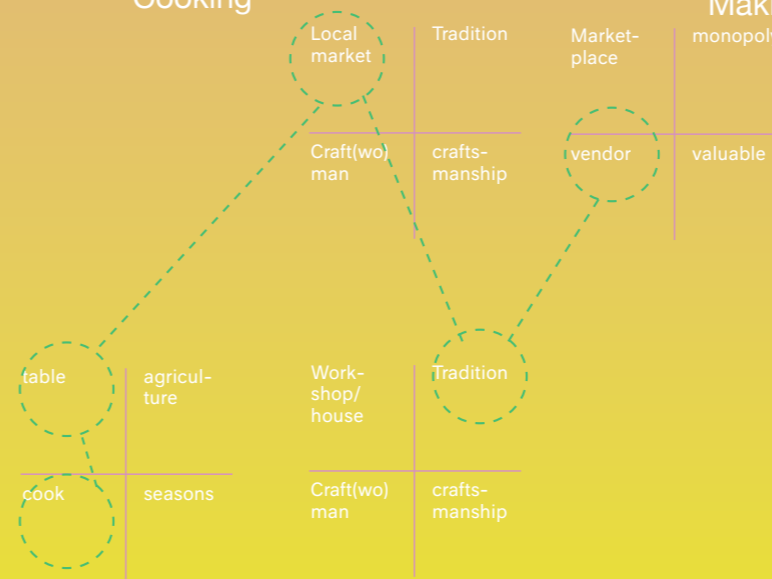 Cooking
Local
market
Tradition
Craft(wo)
man
crafts-
manship
Market-
place
vendor
valuable
table
agricul-
ture
cook
seasons
Work-
shop/
house
Tradition
Craft(wo)
man
crafts-
manship